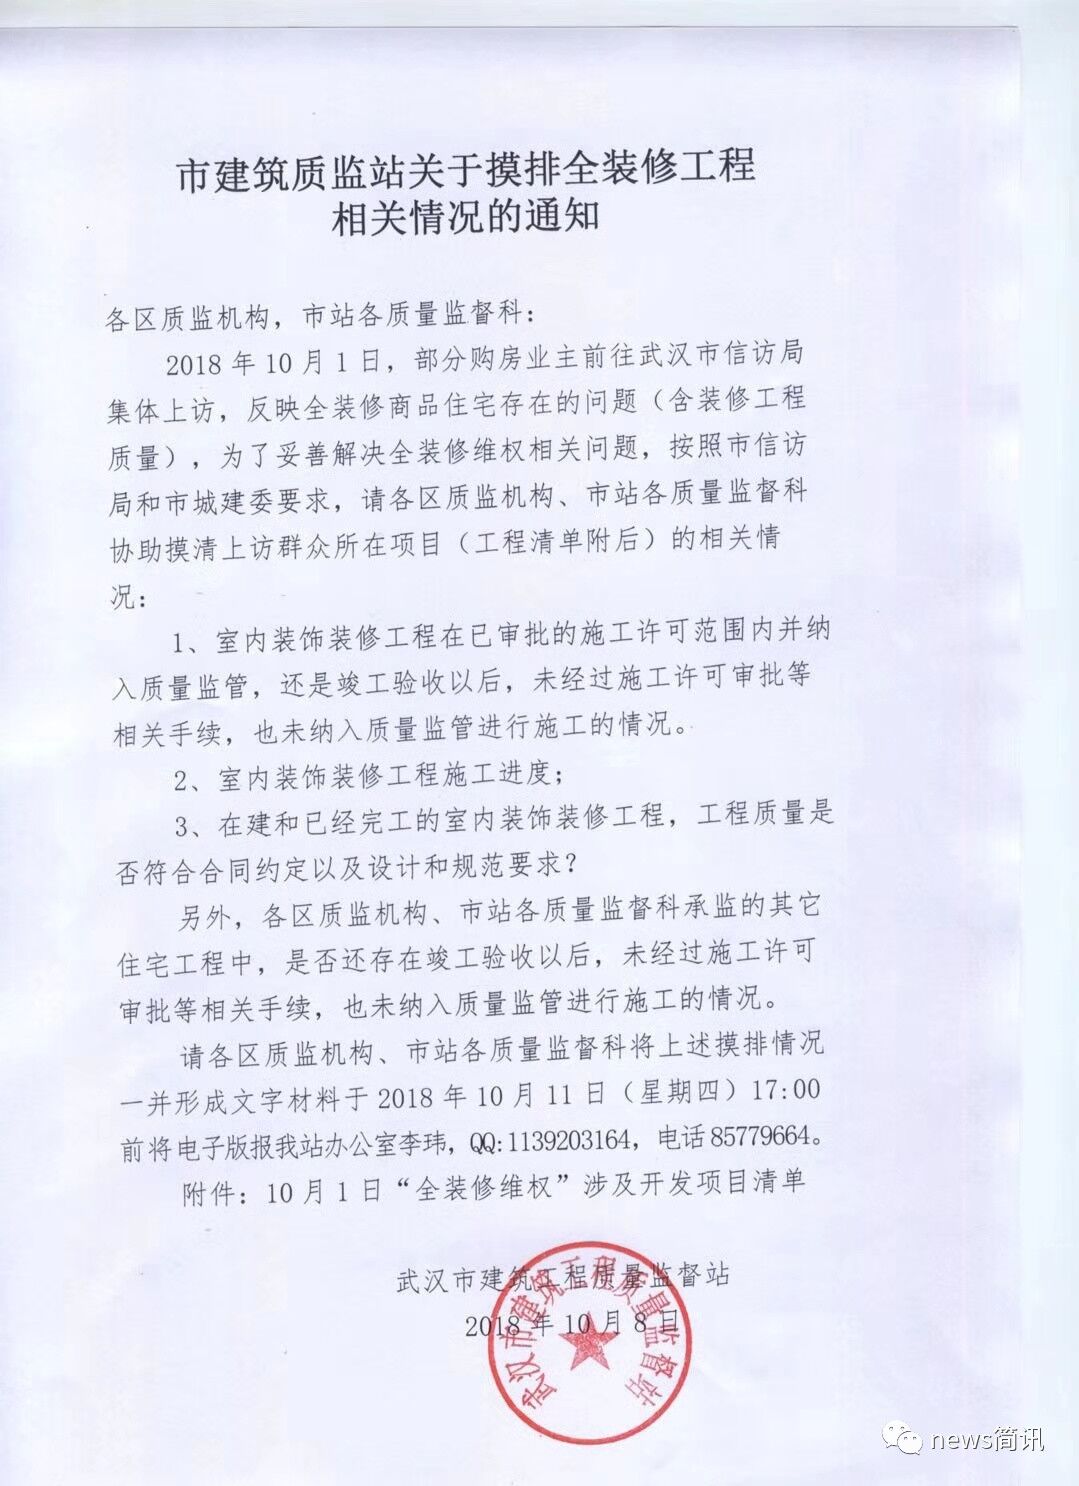 市建筑质监站关于摸排全装修工程
相关情况的通知
各区质监机构，市站各质量监督科：
2018 年 10 月 1 日，部分购房业主前往武汉市信访局
集体上访，反映全装修商品住宅存在的问题（含装修工程
质量），为了妥善解决全装修维权相关问题，按照市信访
局和市城建委要求，请各区质监机构、市站各质量监督科
协助摸清上访群众所在项目（工程清单附后）的相关情
况：
1、室内装饰装修工程在已审批的施工许可范围内并纳
入质量监管，还是竣工验收以后，未经过施工许可审批等
相关手续，也未纳入质量监管进行施工的情况。
2、室内装饰装修工程施工进度；
3、在建和已经完工的室内装饰装修工程，工程质量是
否符合合同约定以及设计和规范要求？
另外，各区质监机构、市站各质量监督科承监的其它
住宅工程中，是否还存在竣工验收以后，未经过施工许可
审批等相关手续，也未纳入质量监管进行施工的情况。
请各区质监机构、市站各质量监督科将上述摸排情况
一并形成文字材料于 2018 年 10 月 11 日（星期四）17:00
前将电子版报我站办公室李玮，QQ:1139203164，电话 85779664。
附件：10 月 1 日“全装修维权”涉及开发项目清单
武汉市建筑工程质量监督站
2018 年 10 月 8 日
武汉市建筑工程质量监督站
news简讯